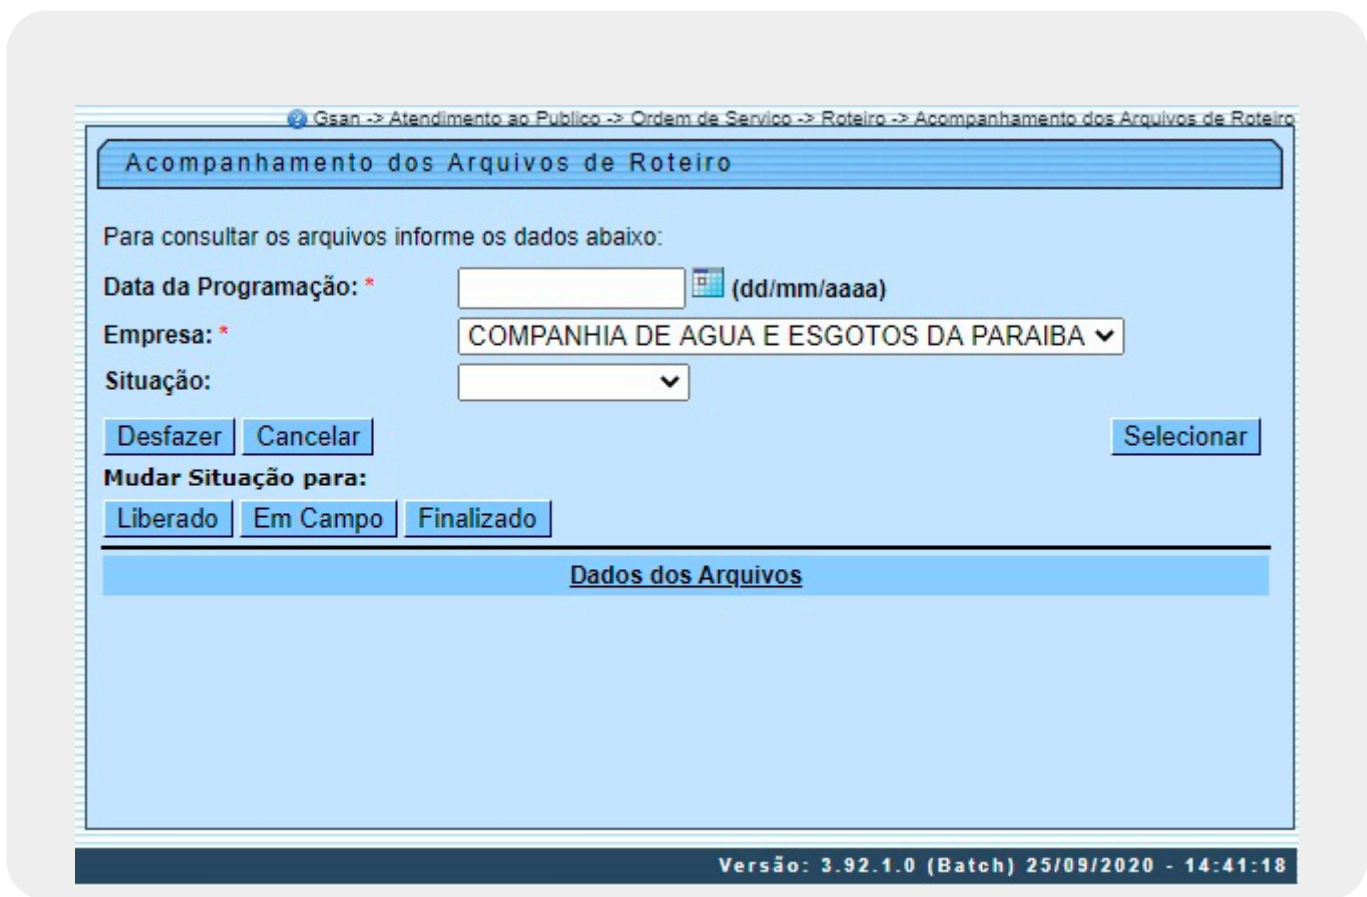 Gsan -> Atendimento ao Publico -> Ordem de Servico -> Roteiro -> Acompanhamento dos Arquivos de Roteiro
Acompanhamento dos Arquivos de Roteiro
Para consultar os arquivos informe os dados abaixo:
Data da Programação: * (dd/mm/aaaa)
Empresa: * COMPANHIA DE AGUA E ESGOTOS DA PARAIBA
Situação:
Desfazer Cancelar Selecionar
Mudar Situação para:
Liberado Em Campo Finalizado
Dados dos Arquivos
Versão: 3.92.1.0 (Batch) 25/09/2020 - 14:41:18